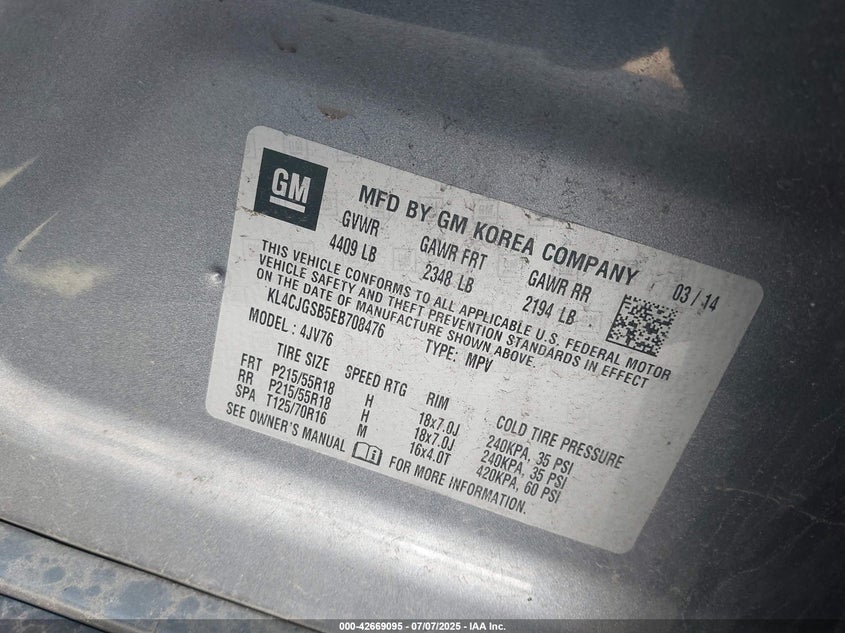 GM
MFD BY GM KOREA COMPANY 03 / 14
GVWR GAWR FRT GAWR RR
4409 LB 2348 LB 2194 LB
THIS VEHICLE CONFORMS TO ALL APPLICABLE U.S. FEDERAL MOTOR
VEHICLE SAFETY AND THEFT PREVENTION STANDARDS IN EFFECT
ON THE DATE OF MANUFACTURE SHOWN ABOVE.
KL4CJGSB5EB708476 TYPE: MPV
MODEL : 4JV76
TIRE SIZE SPEED RTG RIM COLD TIRE PRESSURE
FRT P215/55R18 H 18x7.0J 240KPA, 35 PSI
RR P215/55R18 H 18x7.0J 240KPA, 35 PSI
SPA T125/70R16 M 16x4.0T 420KPA, 60 PSI
SEE OWNER'S MANUAL FOR MORE INFORMATION.
000-42669095 - 07/07/2025 - IAA Inc.